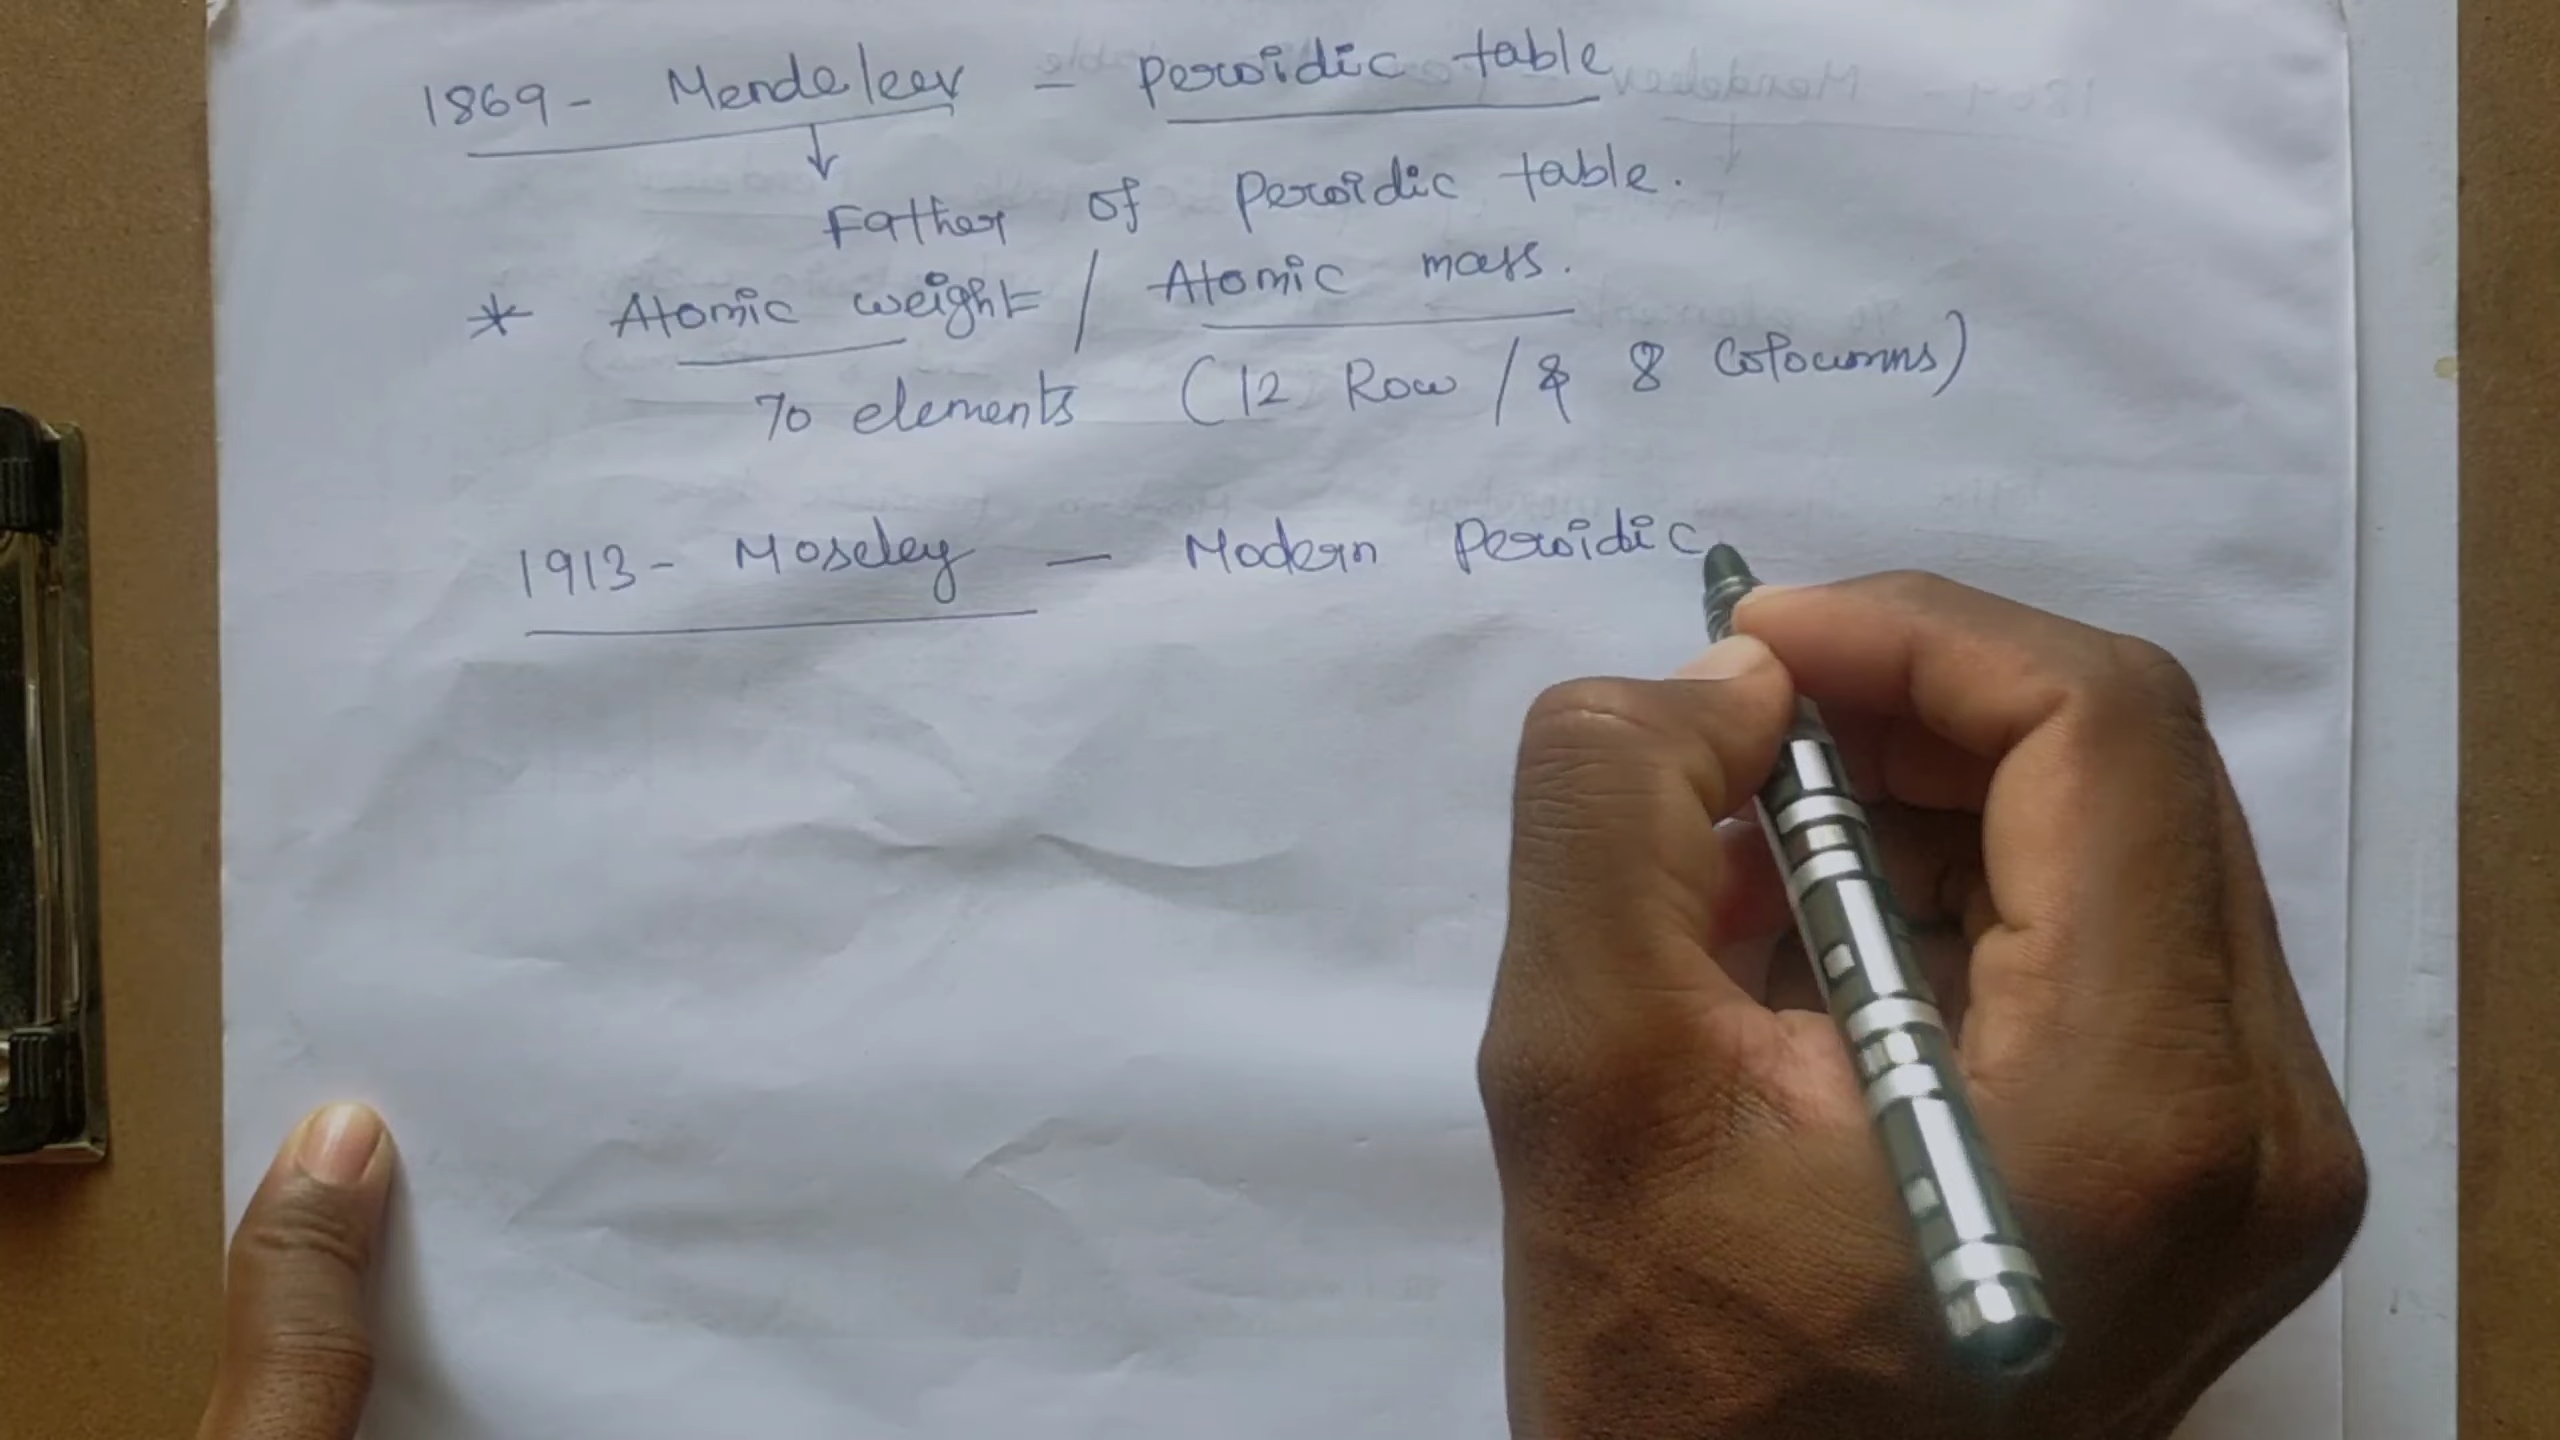 1869 - Mendeleev - Peroidic table
Father of Peroidic table.
* Atomic weight / Atomic mass.
70 elements (12 Row / & 8 Colocumns)
1913 - Moseley - Modern Peroidic